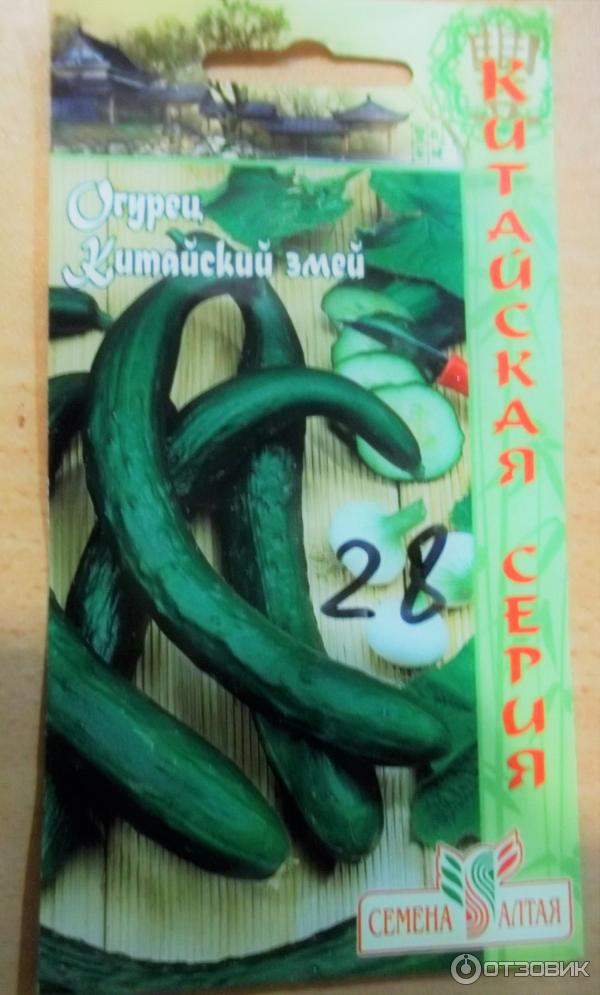 Огурец
Китайский змей
КИТАЙСКАЯ СЕРИЯ
28
СЕМЕНА АЛТАЯ
ОТЗОВИК